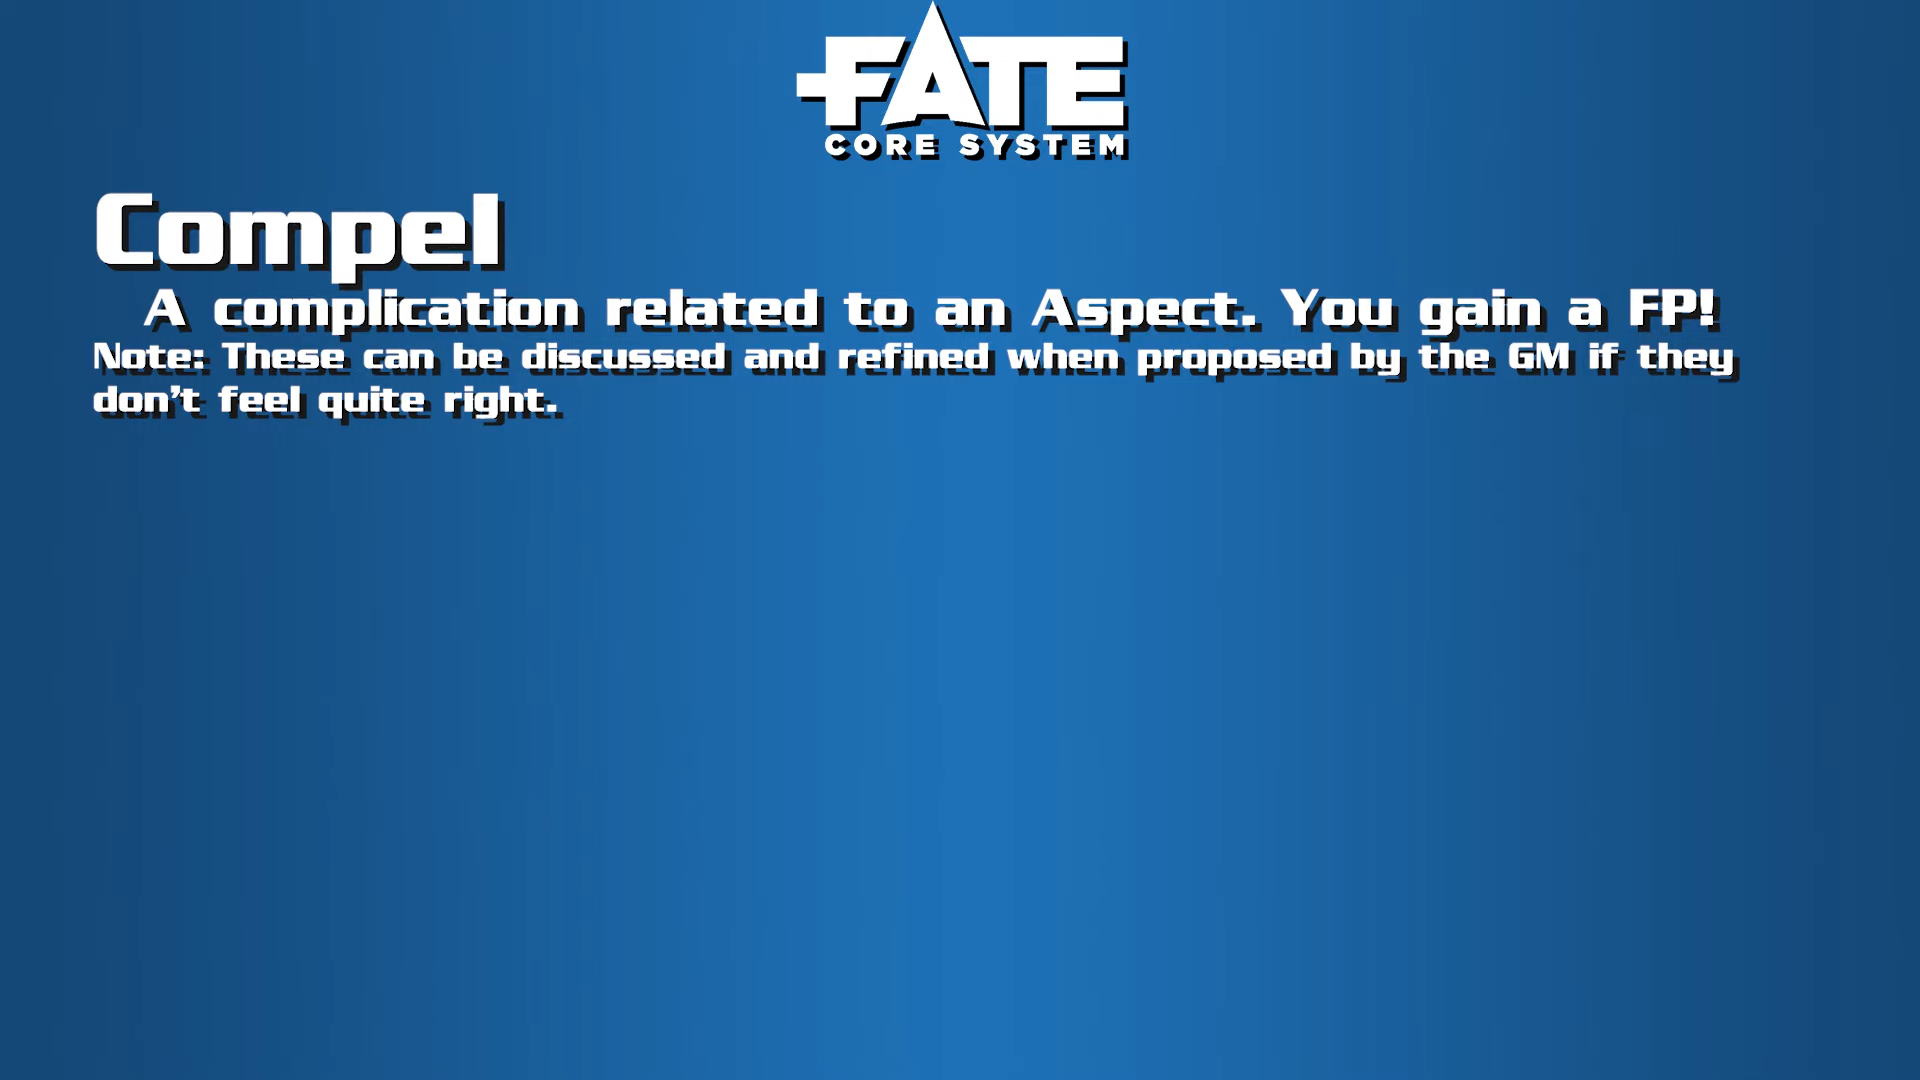 FATE
CORE SYSTEM
Compel
A complication related to an Aspect. You gain a FP!
Note: These can be discussed and refined when proposed by the GM if they
don't feel quite right.